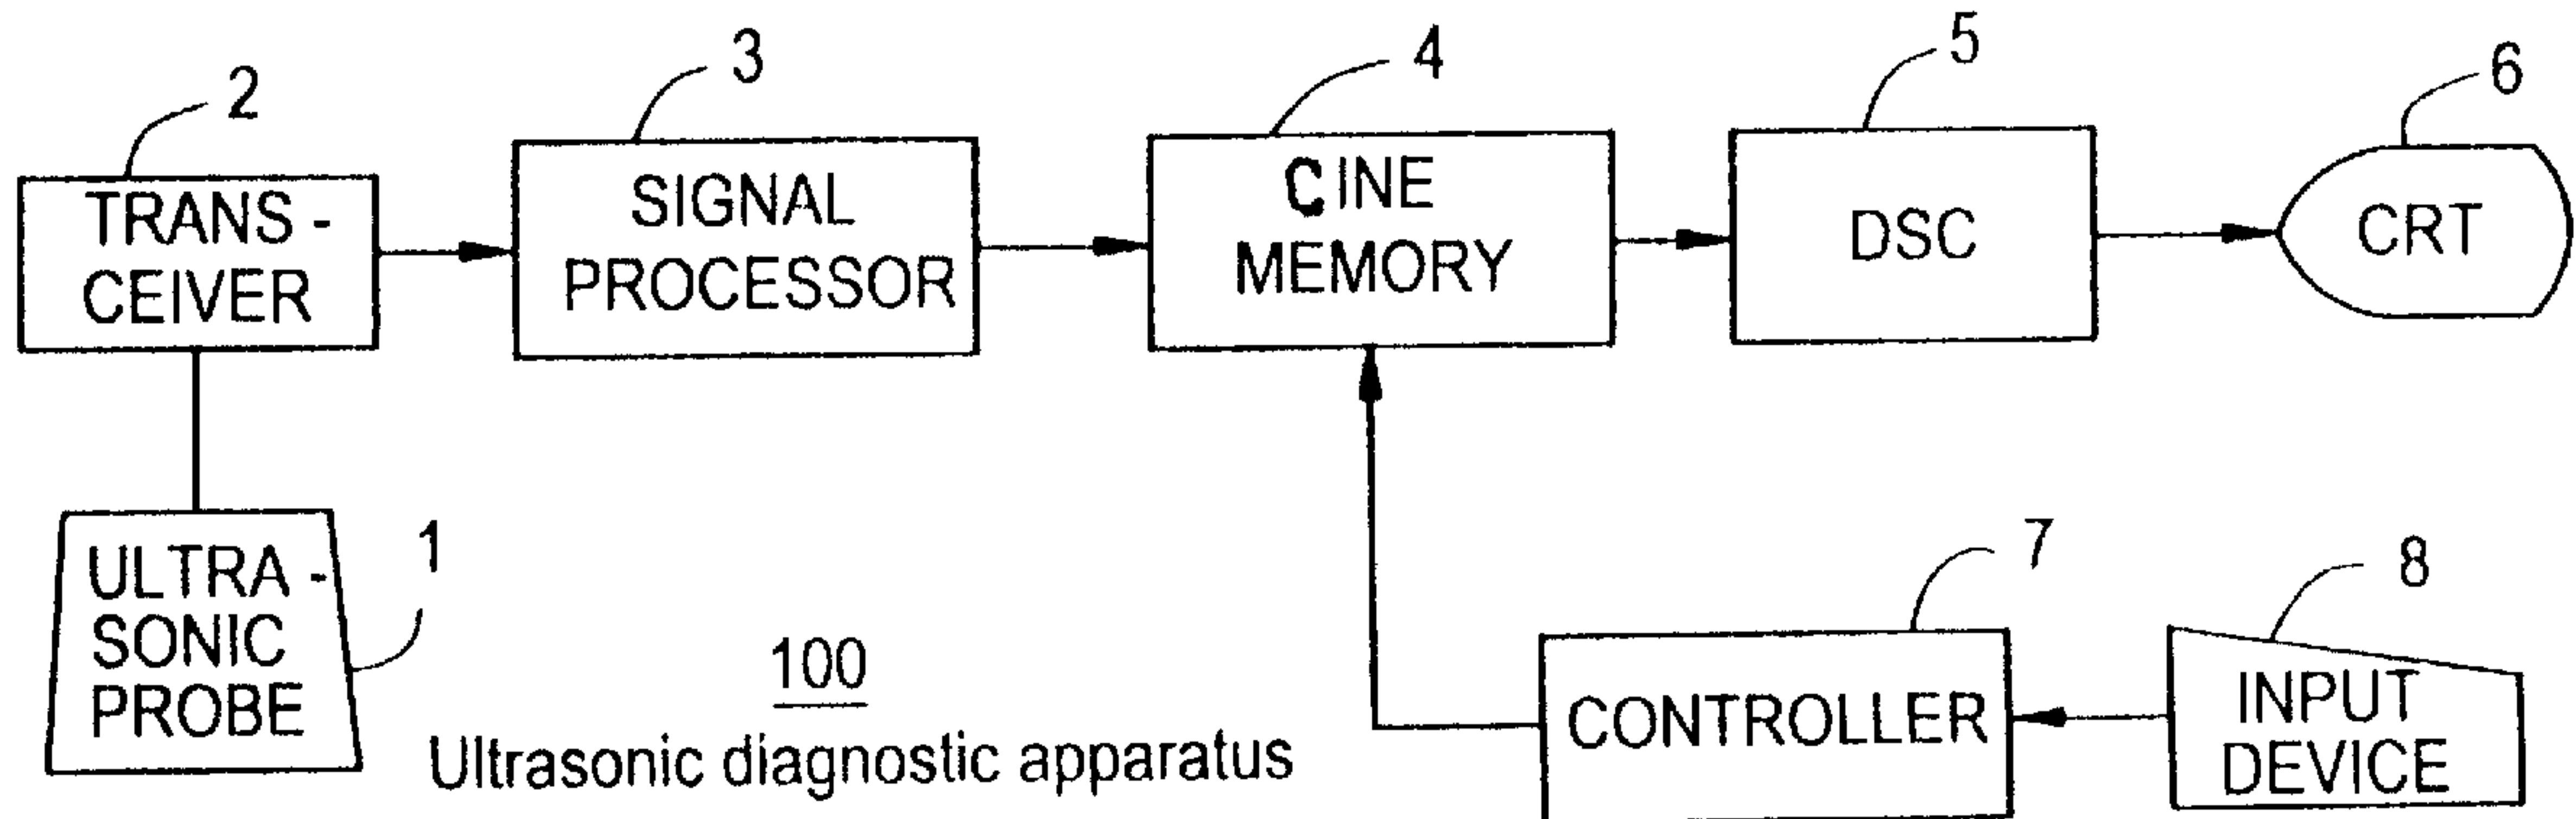 2
3
4
5
6
TRANS -
CEIVER
SIGNAL
PROCESSOR
CINE
MEMORY
DSC
CRT
1
ULTRA -
SONIC
PROBE
100
Ultrasonic diagnostic apparatus
7
CONTROLLER
8
INPUT
DEVICE